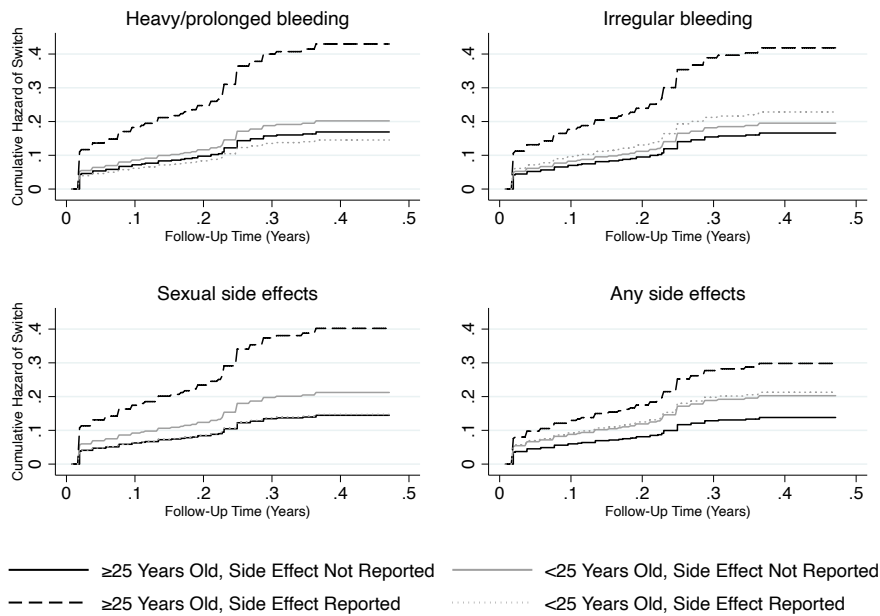 Heavy/prolonged bleeding
Cumulative Hazard of Switch
.4
.3
.2
.1
0
0 .1 .2 .3 .4 .5
Follow-Up Time (Years)
Irregular bleeding
.4
.3
.2
.1
0
0 .1 .2 .3 .4 .5
Follow-Up Time (Years)
Sexual side effects
Cumulative Hazard of Switch
.4
.3
.2
.1
0
0 .1 .2 .3 .4 .5
Follow-Up Time (Years)
Any side effects
.4
.3
.2
.1
0
0 .1 .2 .3 .4 .5
Follow-Up Time (Years)
≥25 Years Old, Side Effect Not Reported
<25 Years Old, Side Effect Not Reported
≥25 Years Old, Side Effect Reported
<25 Years Old, Side Effect Reported